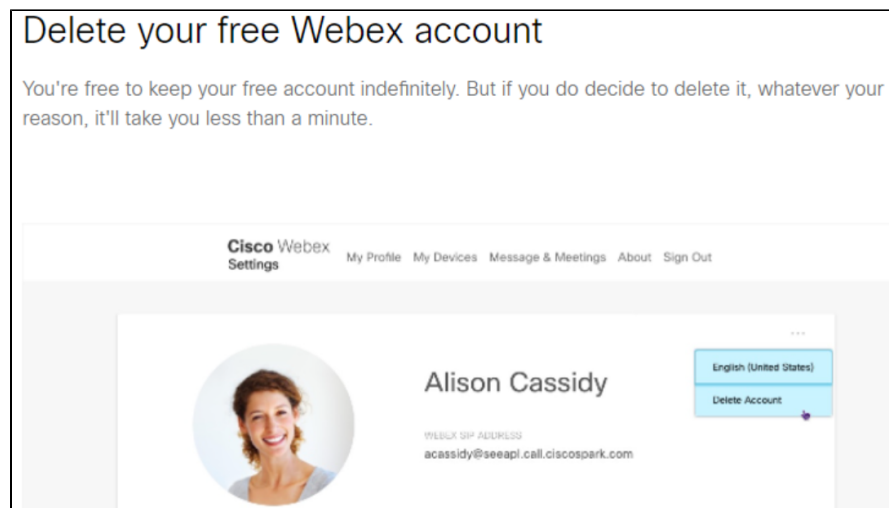 Delete your free Webex account
You're free to keep your free account indefinitely. But if you do decide to delete it, whatever your
reason, it'll take you less than a minute.
Cisco Webex
Settings
My Profile My Devices Message & Meetings About Sign Out
English (United States)
Alison Cassidy
Delete Account
WEBEX SIP ADDRESS
acassidy@seeapl.call.ciscospark.com